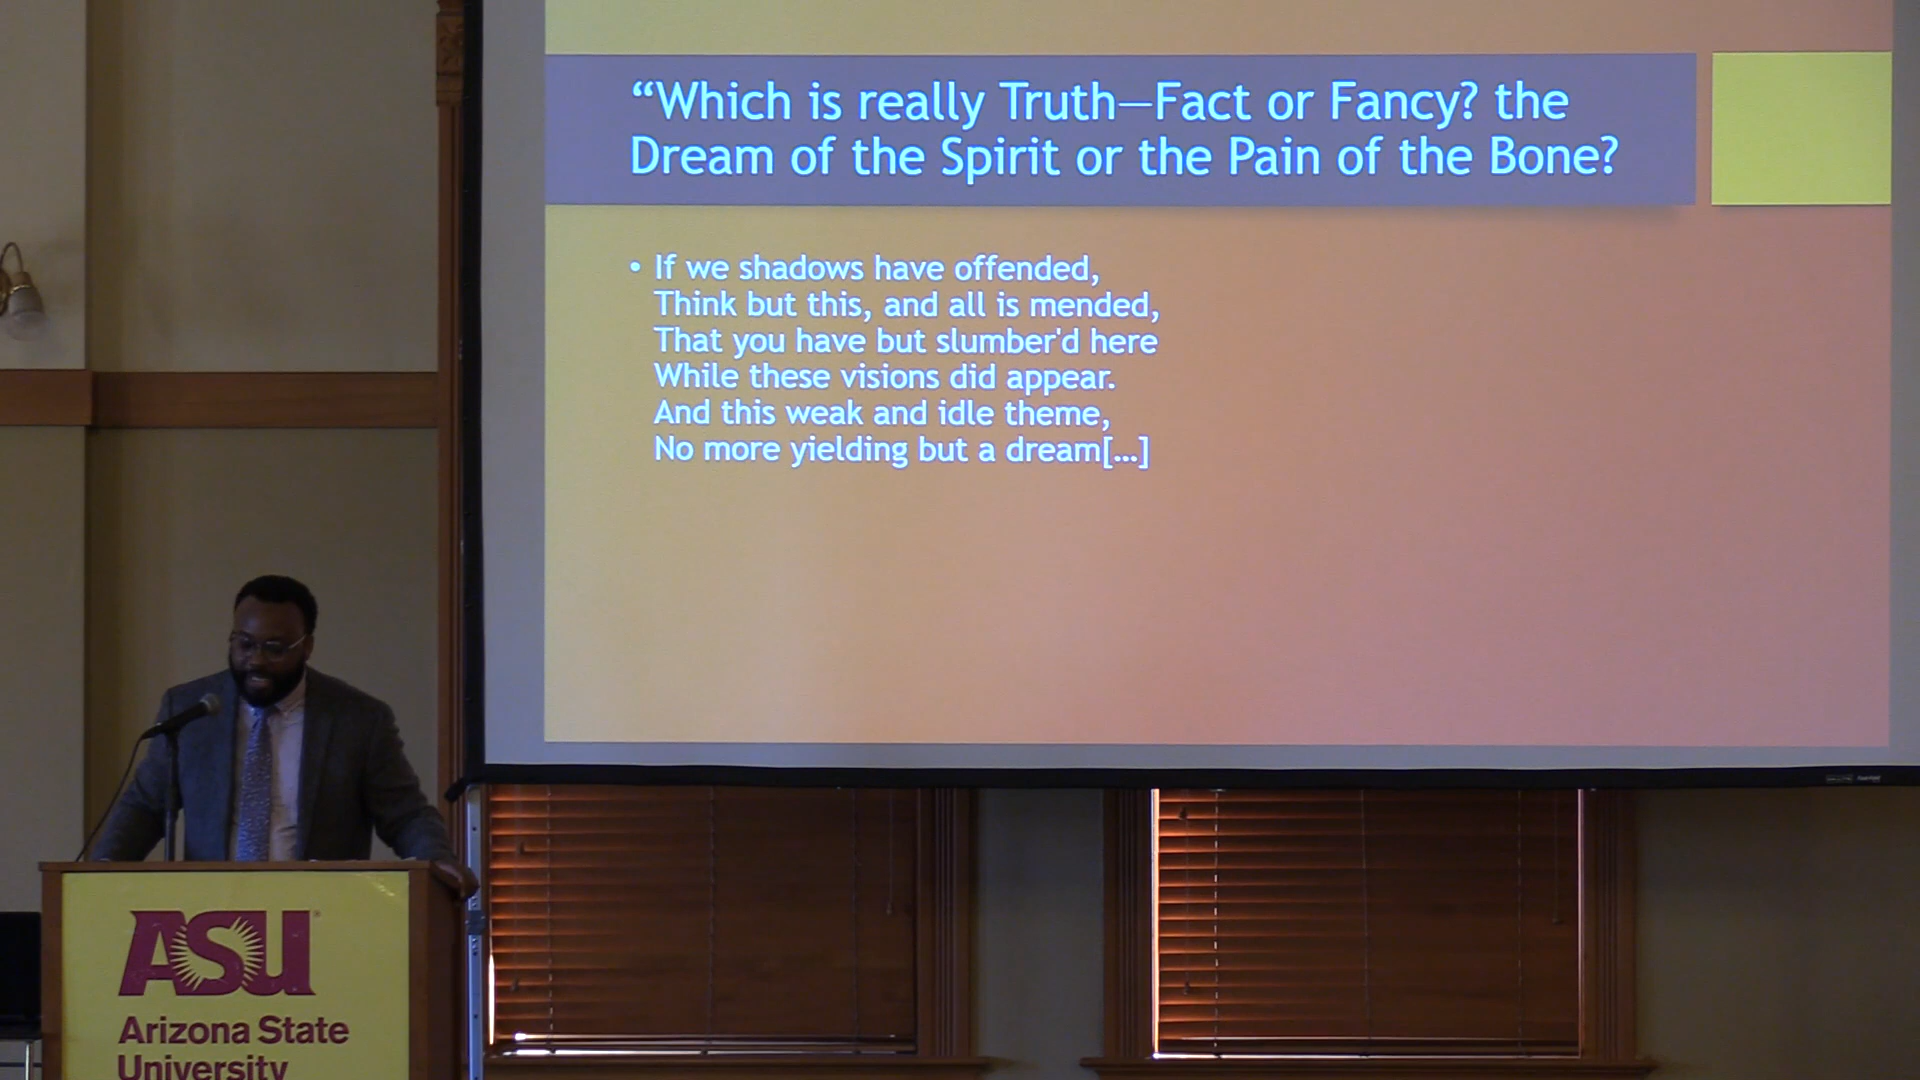 “Which is really Truth—Fact or Fancy? the
Dream of the Spirit or the Pain of the Bone?
• If we shadows have offended,
Think but this, and all is mended,
That you have but slumber'd here
While these visions did appear.
And this weak and idle theme,
No more yielding but a dream[…]
ASU
Arizona State
University